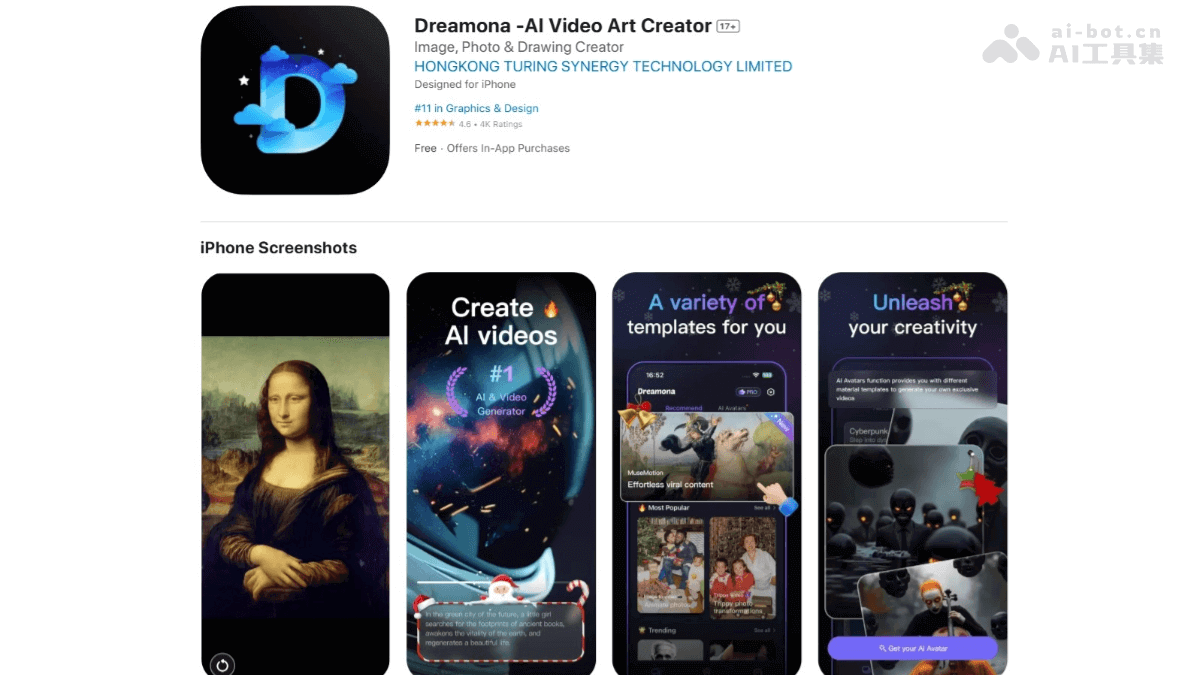 Dreamona -AI Video Art Creator 17+
Image, Photo & Drawing Creator
HONGKONG TURING SYNERGY TECHNOLOGY LIMITED
Designed for iPhone
#11 in Graphics & Design
★★★★★ 4.6 • 4K Ratings
Free · Offers In-App Purchases
ai-bot.cn
AI工具集
iPhone Screenshots
Create
AI videos
#1
AI & Video
Generator
In the green city of the future, a little girl
searches for the footprints of ancient books,
awakens the vitality of the earth, and
regenerates a beautiful life
A variety of
templates for you
16:52
Dreamona
PRO
Recommend
AI Avatars
New
MuseMotion
Effortless viral content
Most Popular
See all
Trippy photo
transformations
Trending
See all
Unleash
your creativity
AI Avatars function provides you with different
material templates to generate your own exclusive
videos
Cyberpunk
Get your AI Avatar